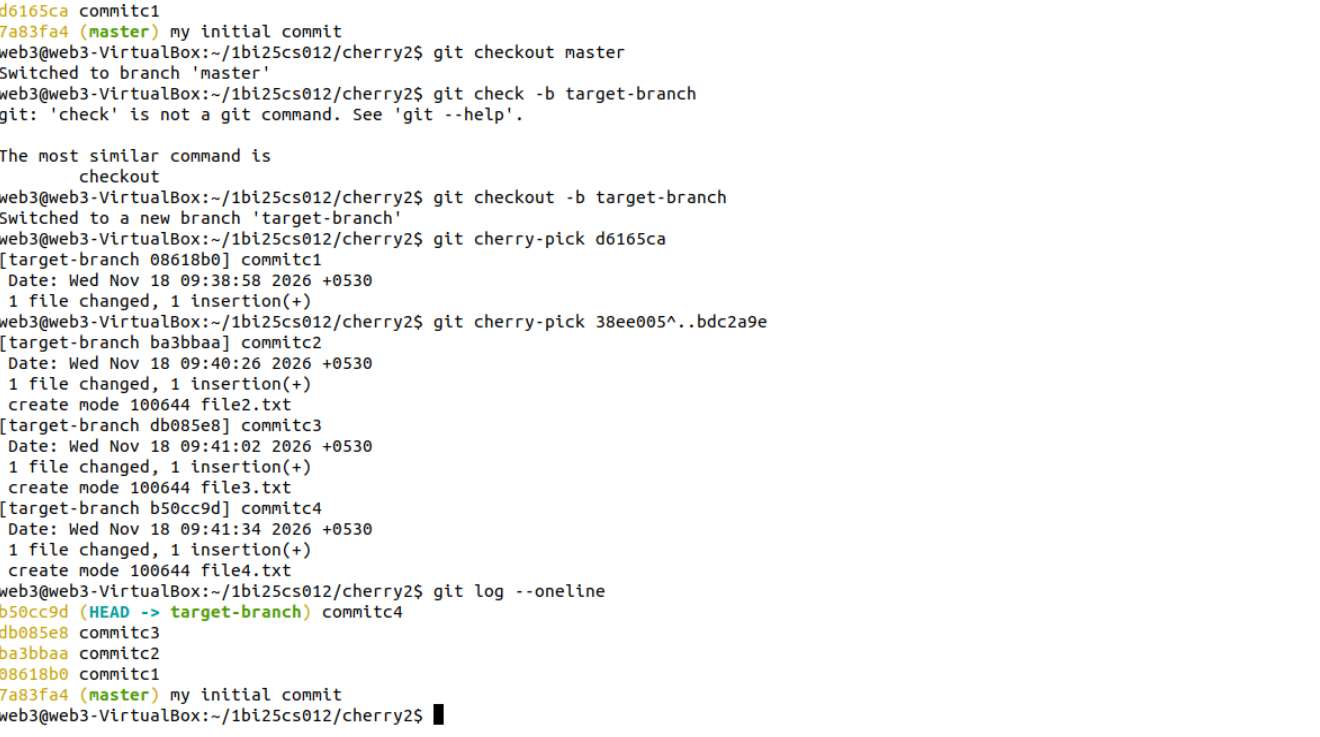 d6165ca commitc1
7a83fa4 (master) my initial commit
web3@web3-VirtualBox:~/1bi25cs012/cherry2$ git checkout master
Switched to branch 'master'
web3@web3-VirtualBox:~/1bi25cs012/cherry2$ git check -b target-branch
git: 'check' is not a git command. See 'git --help'.

The most similar command is
        checkout
web3@web3-VirtualBox:~/1bi25cs012/cherry2$ git checkout -b target-branch
Switched to a new branch 'target-branch'
web3@web3-VirtualBox:~/1bi25cs012/cherry2$ git cherry-pick d6165ca
[target-branch 08618b0] commitc1
 Date: Wed Nov 18 09:38:58 2026 +0530
 1 file changed, 1 insertion(+)
web3@web3-VirtualBox:~/1bi25cs012/cherry2$ git cherry-pick 38ee005^..bdc2a9e
[target-branch ba3bbaa] commitc2
 Date: Wed Nov 18 09:40:26 2026 +0530
 1 file changed, 1 insertion(+)
 create mode 100644 file2.txt
[target-branch db085e8] commitc3
 Date: Wed Nov 18 09:41:02 2026 +0530
 1 file changed, 1 insertion(+)
 create mode 100644 file3.txt
[target-branch b50cc9d] commitc4
 Date: Wed Nov 18 09:41:34 2026 +0530
 1 file changed, 1 insertion(+)
 create mode 100644 file4.txt
web3@web3-VirtualBox:~/1bi25cs012/cherry2$ git log --oneline
b50cc9d (HEAD -> target-branch) commitc4
db085e8 commitc3
ba3bbaa commitc2
08618b0 commitc1
7a83fa4 (master) my initial commit
web3@web3-VirtualBox:~/1bi25cs012/cherry2$